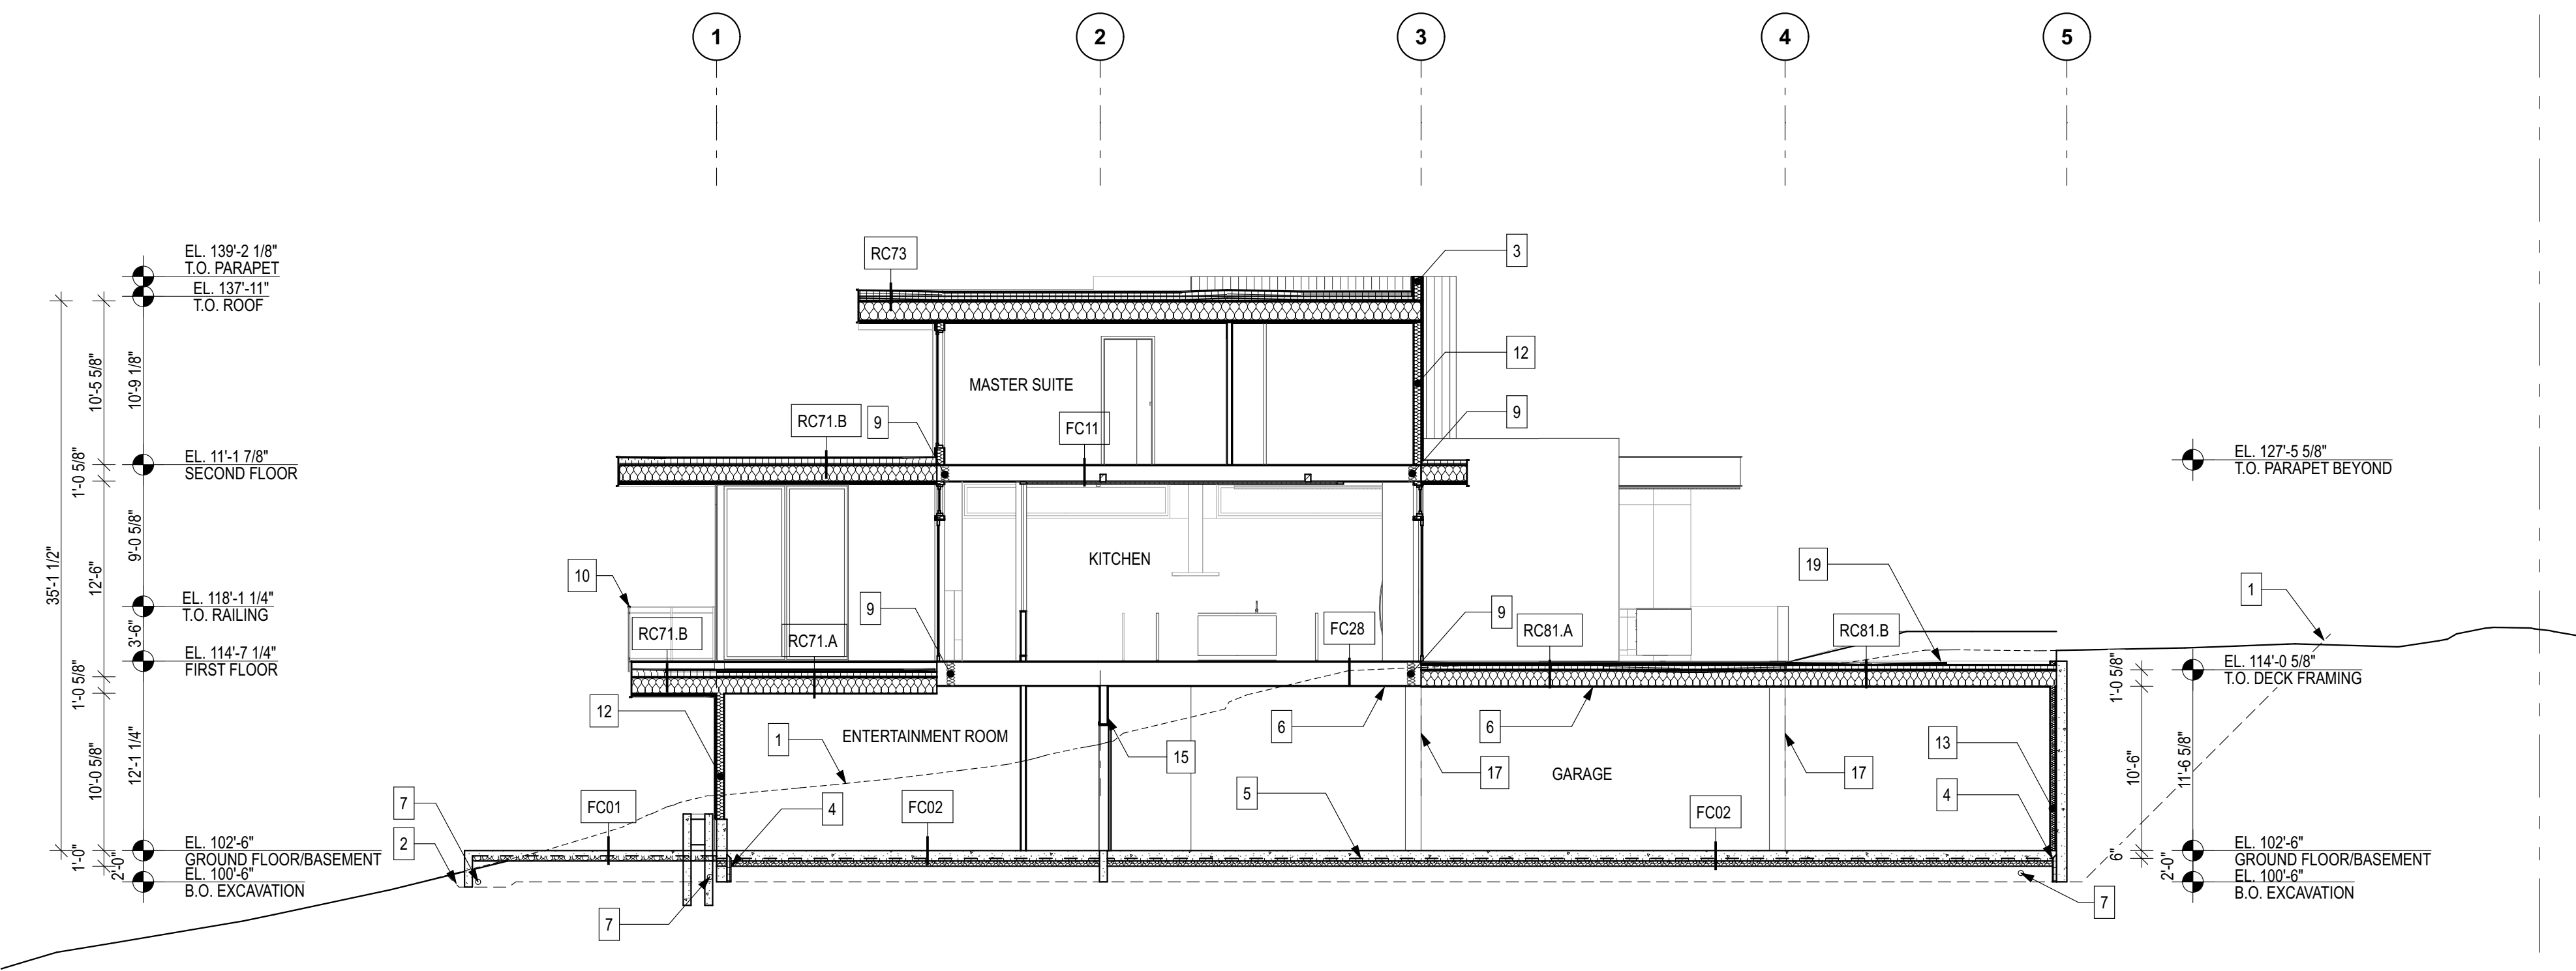 1
2
3
4
5
EL. 139'-2 1/8"
T.O. PARAPET
EL. 137'-11"
T.O. ROOF
EL. 11'-1 7/8"
SECOND FLOOR
EL. 118'-1 1/4"
T.O. RAILING
EL. 114'-7 1/4"
FIRST FLOOR
EL. 102'-6"
GROUND FLOOR/BASEMENT
EL. 100'-6"
B.O. EXCAVATION
35'-1 1/2"
10'-5 5/8"
1'-0 5/8"
12'-6"
1'-0 5/8"
10'-0 5/8"
1'-0"
10'-9 1/8"
9'-0 5/8"
3'-6"
12'-1 1/4"
2'-0"
RC73
3
12
MASTER SUITE
RC71.B
9
FC11
9
KITCHEN
10
RC71.B
RC71.A
9
FC28
9
RC81.A
RC81.B
19
1
12
1
ENTERTAINMENT ROOM
15
6
6
17
GARAGE
17
13
7
2
FC01
4
FC02
5
FC02
4
7
7
EL. 127'-5 5/8"
T.O. PARAPET BEYOND
EL. 114'-0 5/8"
T.O. DECK FRAMING
EL. 102'-6"
GROUND FLOOR/BASEMENT
EL. 100'-6"
B.O. EXCAVATION
1'-0 5/8"
10'-6"
6"
11'-6 5/8"
2'-0"